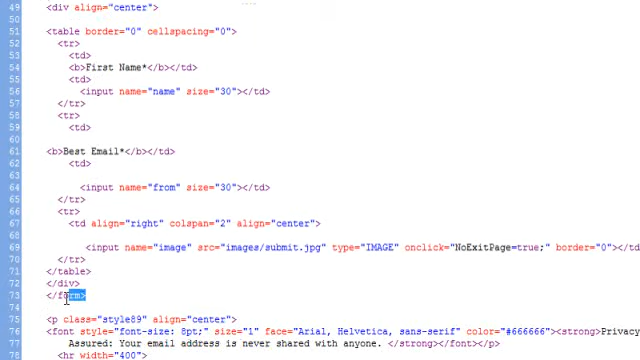 49 <div align="center">
50
51 <table border="0" cellspacing="0">
52 <tr>
53 <td>
54 <b>First Name*</b></td>
55 <td>
56 <input name="name" size="30"></td>
57 </tr>
58 <tr>
59 <td>
60
61 <b>Best Email*</b></td>
62 <td>
63
64 <input name="from" size="30"></td>
65 </tr>
66 <tr>
67 <td align="right" colspan="2" align="center">
68
69 <input name="image" src="images/submit.jpg" type="IMAGE" onclick="NoExitPage=true;" border="0"></td
70 </tr>
71 </table>
72 </div>
73 </form>
74
75 <p class="style89" align="center">
76 <font style="font-size: 8pt;" size="1" face="Arial, Helvetica, sans-serif" color="#666666"><strong>Privacy
77 Assured: Your email address is never shared with anyone. </strong></font></p>
78 <hr width="400">